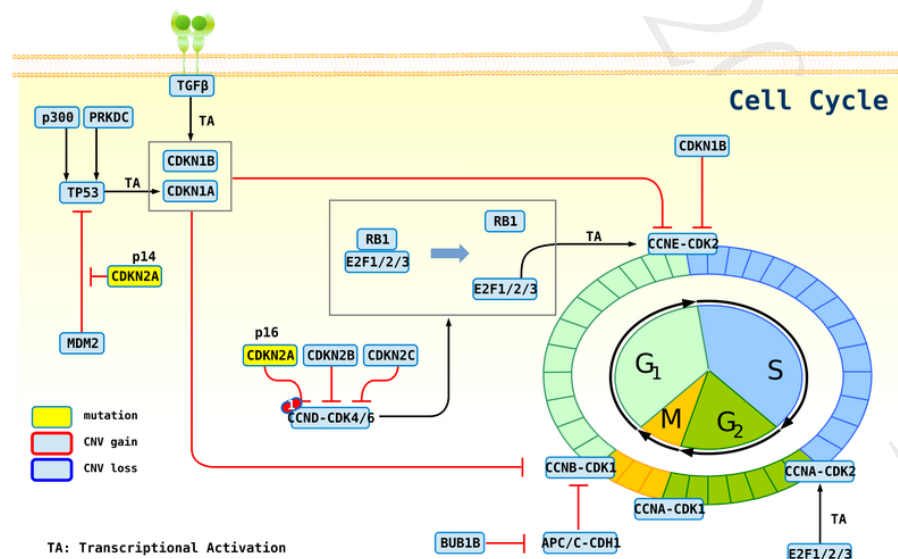 TGFβ
Cell Cycle
TA
p300
PRKDC
CDKN1B
CDKN1B
TP53
TA
CDKN1A
RB1
RB1
TA
CCNE-CDK2
E2F1/2/3
p14
CDKN2A
E2F1/2/3
MDM2
p16
CDKN2A
CDKN2B
CDKN2C
G1
S
CCND-CDK4/6
M
G2
mutation
CNV gain
CNV loss
CCNB-CDK1
CCNA-CDK2
CCNA-CDK1
TA
BUB1B
APC/C-CDH1
E2F1/2/3
TA: Transcriptional Activation